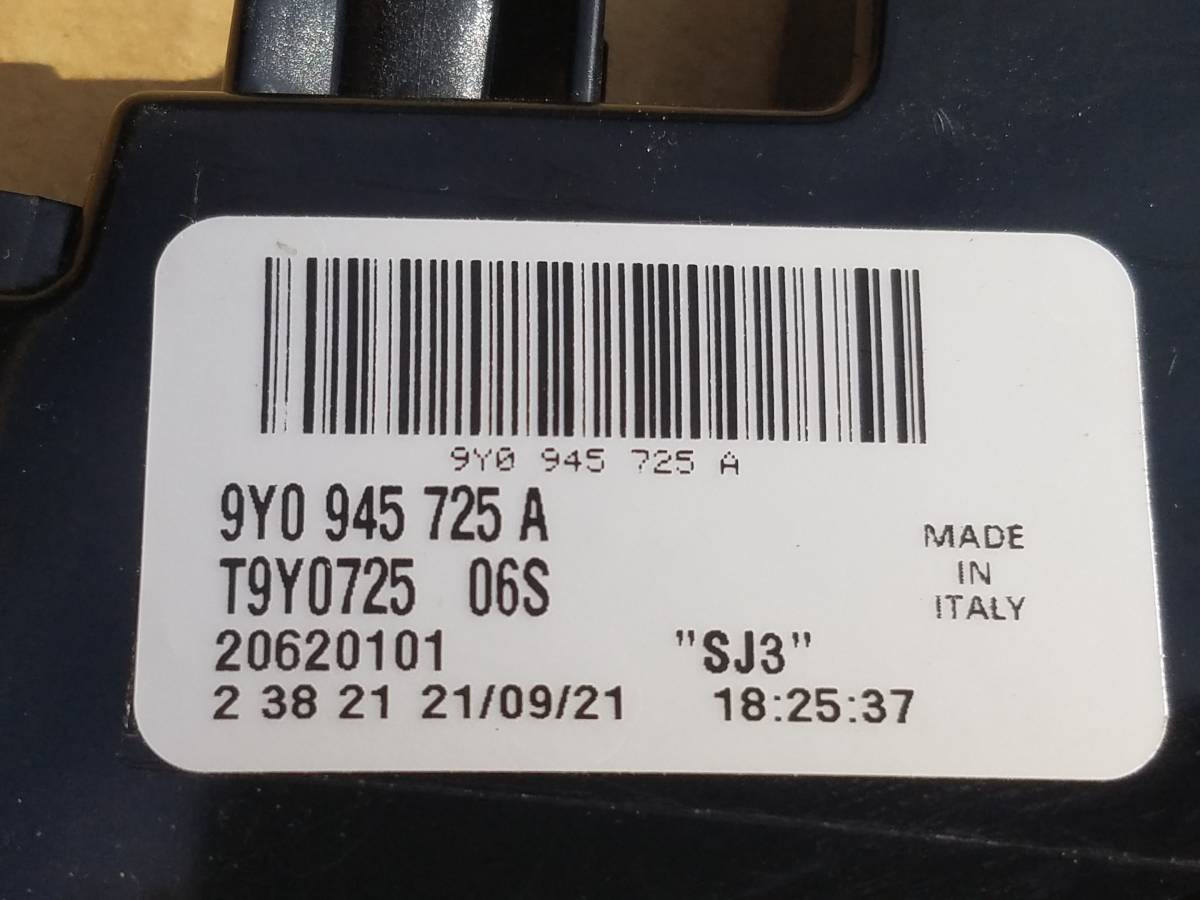 9Y0 945 725 A
9Y0 945 725 A
T9Y0725 06S
MADE
IN
ITALY
20620101 "SJ3"
2 38 21 21/09/21 18:25:37